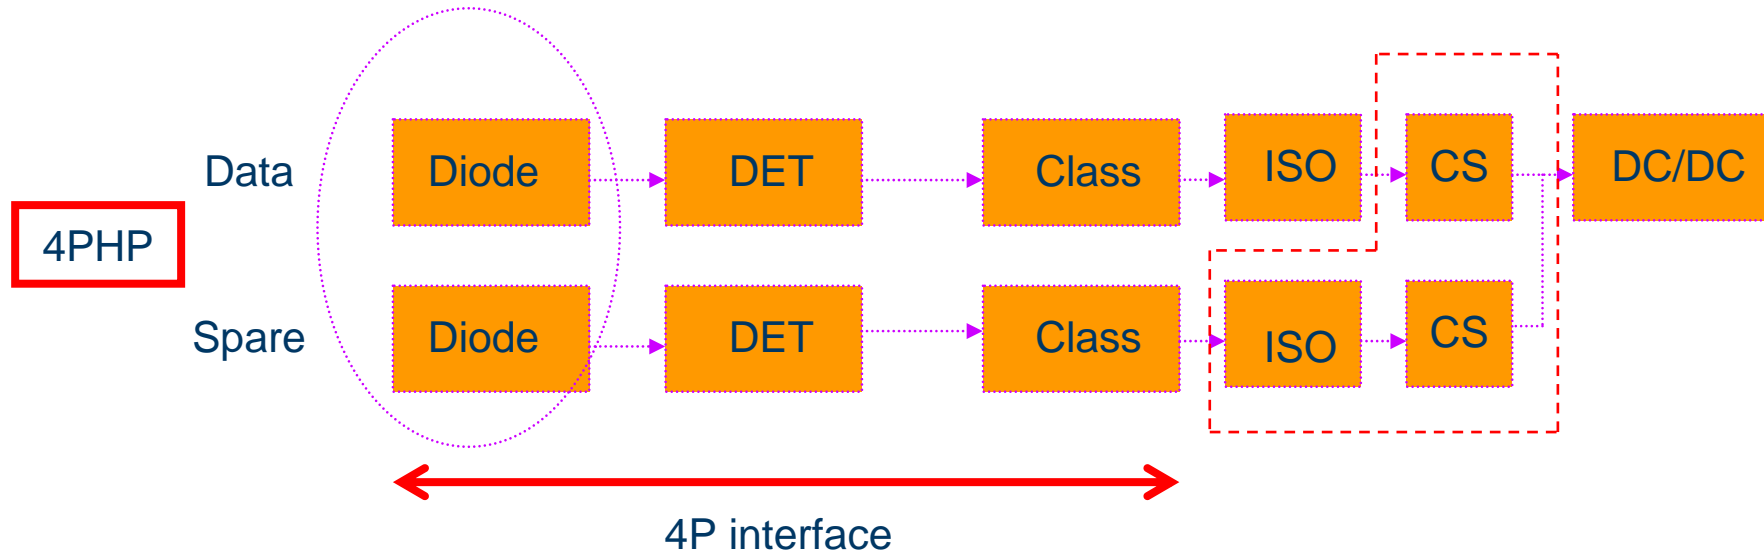 Data Diode DET Class ISO CS DC/DC
4PHP
Spare Diode DET Class ISO CS
4P interface